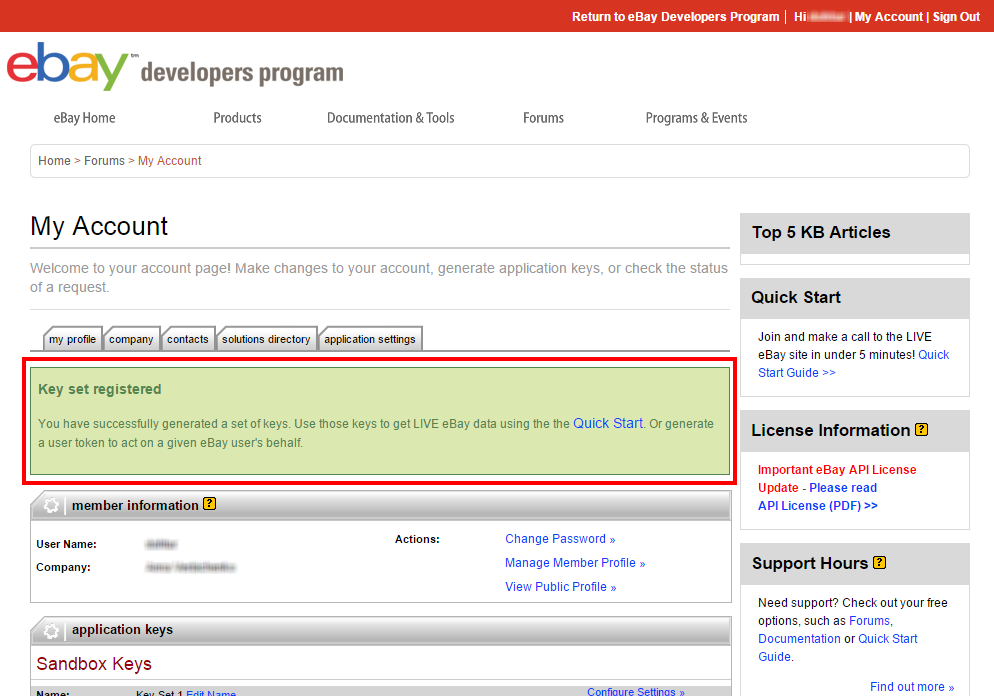 Return to eBay Developers Program | Hi | My Account | Sign Out
ebay™ developers program
eBay Home Products Documentation & Tools Forums Programs & Events
Home > Forums > My Account
My Account
Welcome to your account page! Make changes to your account, generate application keys, or check the status
of a request.
my profile company contacts solutions directory application settings
Key set registered
You have successfully generated a set of keys. Use those keys to get LIVE eBay data using the the Quick Start. Or generate
a user token to act on a given eBay user's behalf.
member information ?
User Name:
Company:
Actions: Change Password »
Manage Member Profile »
View Public Profile »
application keys
Sandbox Keys
Name: Key Set 1 Edit Name Configure Settings »
Top 5 KB Articles
Quick Start
Join and make a call to the LIVE
eBay site in under 5 minutes! Quick
Start Guide >>
License Information ?
Important eBay API License
Update - Please read
API License (PDF) >>
Support Hours ?
Need support? Check out your free
options, such as Forums,
Documentation or Quick Start
Guide.
Find out more »